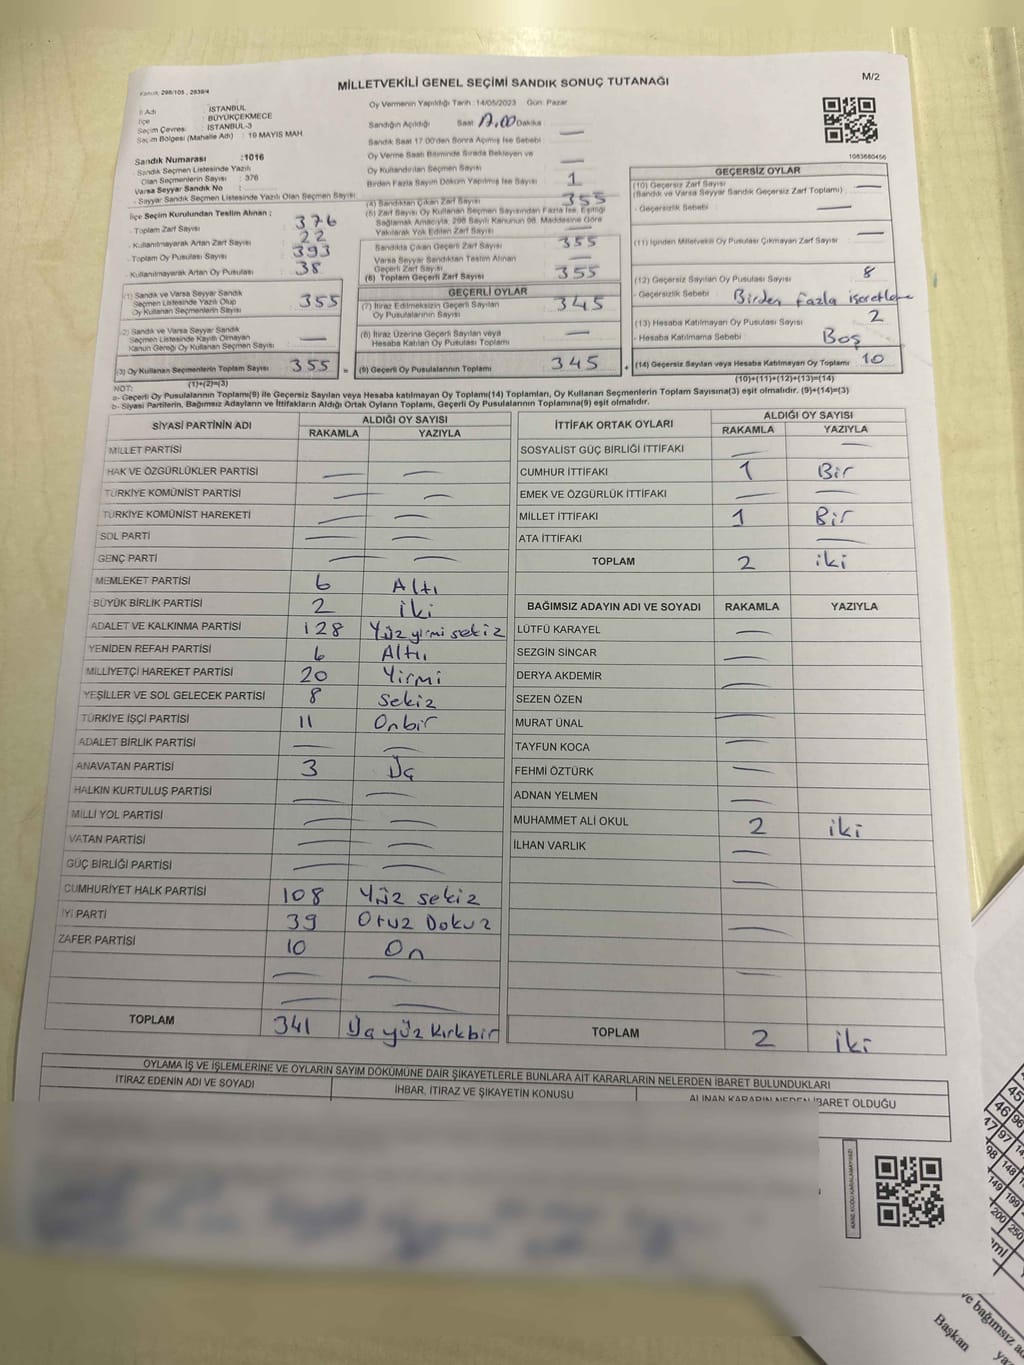 MİLLETVEKİLİ GENEL SEÇİMİ SANDIK SONUÇ TUTANAĞI
M/2
Kanun: 298/105 , 2839/4
İl Adı : İSTANBUL
İlçe : BÜYÜKÇEKMECE
Seçim Çevresi : İSTANBUL-3
Seçim Bölgesi (Mahalle Adı) : 19 MAYIS MAH.
Sandık Numarası :1016
Sandık Seçmen Listesinde Yazılı
Olan Seçmenlerin Sayısı : 376
Varsa Seyyar Sandık No :
- Seyyar Sandık Seçmen Listesinde Yazılı Olan Seçmen Sayısı :
İlçe Seçim Kurulundan Teslim Alınan ;
- Toplam Zarf Sayısı : 376
- Kullanılmayarak Artan Zarf Sayısı : 22
- Toplam Oy Pusulası Sayısı : 393
- Kullanılmayarak Artan Oy Pusulası : 38
(1) Sandık ve Varsa Seyyar Sandık
Seçmen Listesinde Yazılı Olup
Oy Kullanan Seçmenlerin Sayısı 355
(2) Sandık ve Varsa Seyyar Sandık
Seçmen Listesinde Kayıtlı Olmayan
Kanun Gereği Oy Kullanan Seçmen Sayısı —
(3) Oy Kullanan Seçmenlerin Toplam Sayısı 355
(1)+(2)=(3)
Oy Vermenin Yapıldığı Tarih : 14/05/2023 Gün: Pazar
Sandığın Açıldığı Saat 17.00 Dakika
Sandık Saat 17.00'den Sonra Açılmış İse Sebebi —
Oy Verme Saati Bitiminde Sırada Bekleyen ve
Oy Kullandırılan Seçmen Sayısı —
Birden Fazla Sayım Döküm Yapılmış İse Sayısı 1
(4) Sandıktan Çıkan Zarf Sayısı 355
(5) Zarf Sayısı Oy Kullanan Seçmen Sayısından Fazla İse, Eşitliği
Sağlamak Amacıyla, 298 Sayılı Kanunun 98. Maddesine Göre
Yakılarak Yok Edilen Zarf Sayısı —
Sandıkta Çıkan Geçerli Zarf Sayısı 355
Varsa Seyyar Sandıktan Teslim Alınan
Geçerli Zarf Sayısı —
(6) Toplam Geçerli Zarf Sayısı 355
GEÇERLİ OYLAR
(7) İtiraz Edilmeksizin Geçerli Sayılan
Oy Pusulalarının Sayısı 345
(8) İtiraz Üzerine Geçerli Sayılan veya
Hesaba Katılan Oy Pusulası Toplamı —
= (9) Geçerli Oy Pusulalarının Toplamı 345
1083680456
GEÇERSİZ OYLAR
(10) Geçersiz Zarf Sayısı
(Sandık ve Varsa Seyyar Sandık Geçersiz Zarf Toplamı) —
- Geçersizlik Sebebi : —
(11) İçinden Milletvekili Oy Pusulası Çıkmayan Zarf Sayısı —
(12) Geçersiz Sayılan Oy Pusulası Sayısı 8
- Geçersizlik Sebebi : Birden fazla işaretleme
(13) Hesaba Katılmayan Oy Pusulası Sayısı 2
- Hesaba Katılmama Sebebi : Boş
+ (14) Geçersiz Sayılan veya Hesaba Katılmayan Oy Toplamı 10
(10)+(11)+(12)+(13)=(14)
NOT:
a- Geçerli Oy Pusulalarının Toplamı(9) ile Geçersiz Sayılan veya Hesaba katılmayan Oy Toplamı(14) Toplamları, Oy Kullanan Seçmenlerin Toplam Sayısına(3) eşit olmalıdır. (9)+(14)=(3)
b- Siyasi Partilerin, Bağımsız Adayların ve İttifakların Aldığı Ortak Oyların Toplamı, Geçerli Oy Pusulalarının Toplamına(9) eşit olmalıdır.
SİYASİ PARTİNİN ADI ALDIĞI OY SAYISI
RAKAMLA YAZIYLA
MİLLET PARTİSİ
HAK VE ÖZGÜRLÜKLER PARTİSİ — —
TÜRKİYE KOMÜNİST PARTİSİ — —
TÜRKİYE KOMÜNİST HAREKETİ — —
SOL PARTİ — —
GENÇ PARTİ — —
MEMLEKET PARTİSİ 6 Altı
BÜYÜK BİRLİK PARTİSİ 2 iki
ADALET VE KALKINMA PARTİSİ 128 Yüz yirmi sekiz
YENİDEN REFAH PARTİSİ 6 Altı
MİLLİYETÇİ HAREKET PARTİSİ 20 Yirmi
YEŞİLLER VE SOL GELECEK PARTİSİ 8 sekiz
TÜRKİYE İŞÇİ PARTİSİ 11 Onbir
ADALET BİRLİK PARTİSİ — —
ANAVATAN PARTİSİ 3 Üç
HALKIN KURTULUŞ PARTİSİ — —
MİLLİ YOL PARTİSİ — —
VATAN PARTİSİ — —
GÜÇ BİRLİĞİ PARTİSİ — —
CUMHURİYET HALK PARTİSİ 108 Yüz sekiz
İYİ PARTİ 39 Otuz Dokuz
ZAFER PARTİSİ 10 On
— —
— —
TOPLAM 341 Üç yüz kırkbir
İTTİFAK ORTAK OYLARI ALDIĞI OY SAYISI
RAKAMLA YAZIYLA
SOSYALİST GÜÇ BİRLİĞİ İTTİFAKI — —
CUMHUR İTTİFAKI 1 Bir
EMEK VE ÖZGÜRLÜK İTTİFAKI — —
MİLLET İTTİFAKI 1 Bir
ATA İTTİFAKI — —
TOPLAM 2 iki
BAĞIMSIZ ADAYIN ADI VE SOYADI RAKAMLA YAZIYLA
LÜTFÜ KARAYEL —
SEZGİN SİNCAR —
DERYA AKDEMİR —
SEZEN ÖZEN
MURAT ÜNAL —
TAYFUN KOCA —
FEHMİ ÖZTÜRK —
ADNAN YELMEN —
MUHAMMET ALİ OKUL 2 iki
İLHAN VARLIK —
—
—
—
TOPLAM 2 iki
OYLAMA İŞ VE İŞLEMLERİNE VE OYLARIN SAYIM DÖKÜMÜNE DAİR ŞİKAYETLERLE BUNLARA AİT KARARLARIN NELERDEN İBARET BULUNDUKLARI
İTİRAZ EDENİN ADI VE SOYADI
İHBAR, İTİRAZ VE ŞİKAYETİN KONUSU
ALINAN KARARIN NEDEN İBARET OLDUĞU
KARE KODU KARALAMAYINIZ!
45
46 96
47 97
98 148
149 199
200 250
ve bağımsız
Başkan